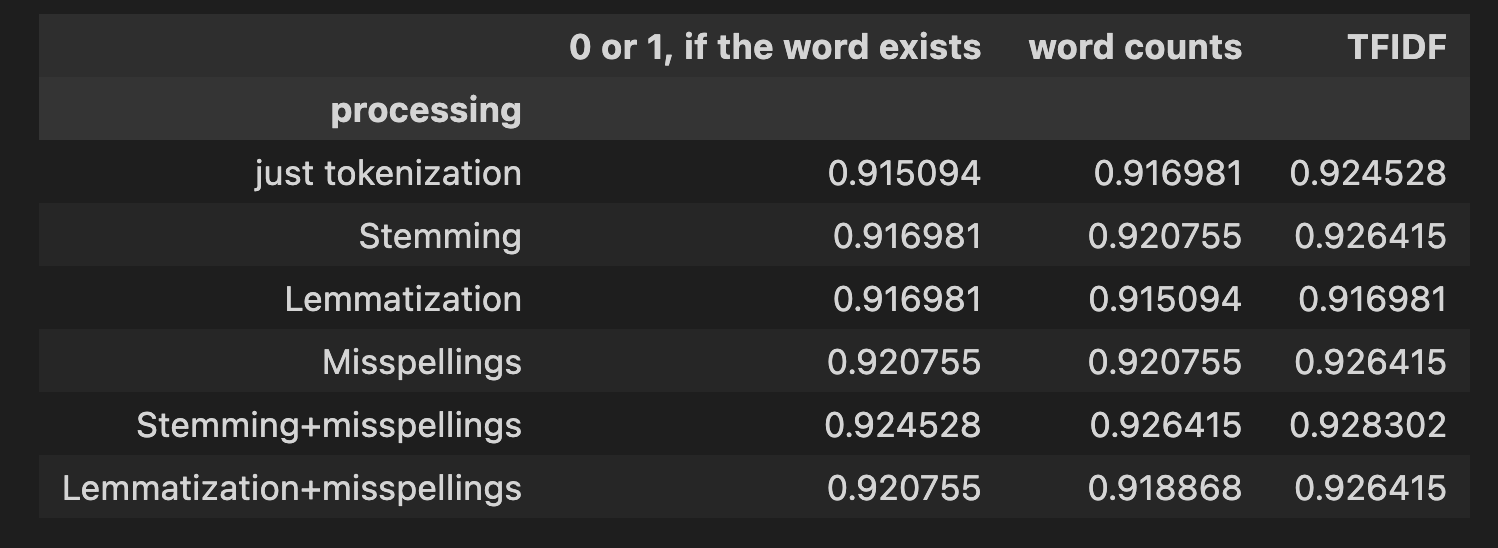 0 or 1, if the word exists word counts TFIDF
processing
just tokenization 0.915094 0.916981 0.924528
Stemming 0.916981 0.920755 0.926415
Lemmatization 0.916981 0.915094 0.916981
Misspellings 0.920755 0.920755 0.926415
Stemming+misspellings 0.924528 0.926415 0.928302
Lemmatization+misspellings 0.920755 0.918868 0.926415